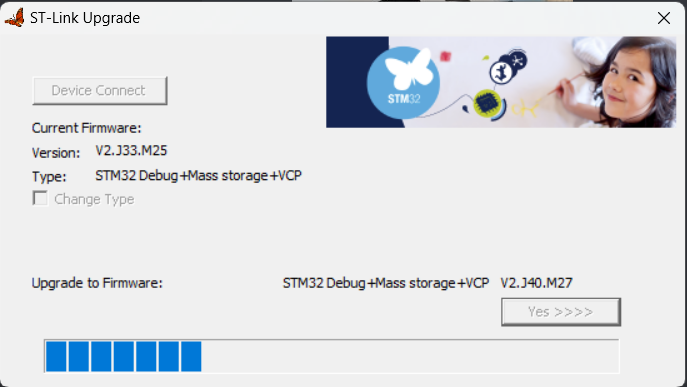 ST-Link Upgrade
Device Connect
STM32
Current Firmware:
Version: V2.J33.M25
Type: STM32 Debug+Mass storage+VCP
Change Type
Upgrade to Firmware: STM32 Debug+Mass storage+VCP V2.J40.M27
Yes >>>>